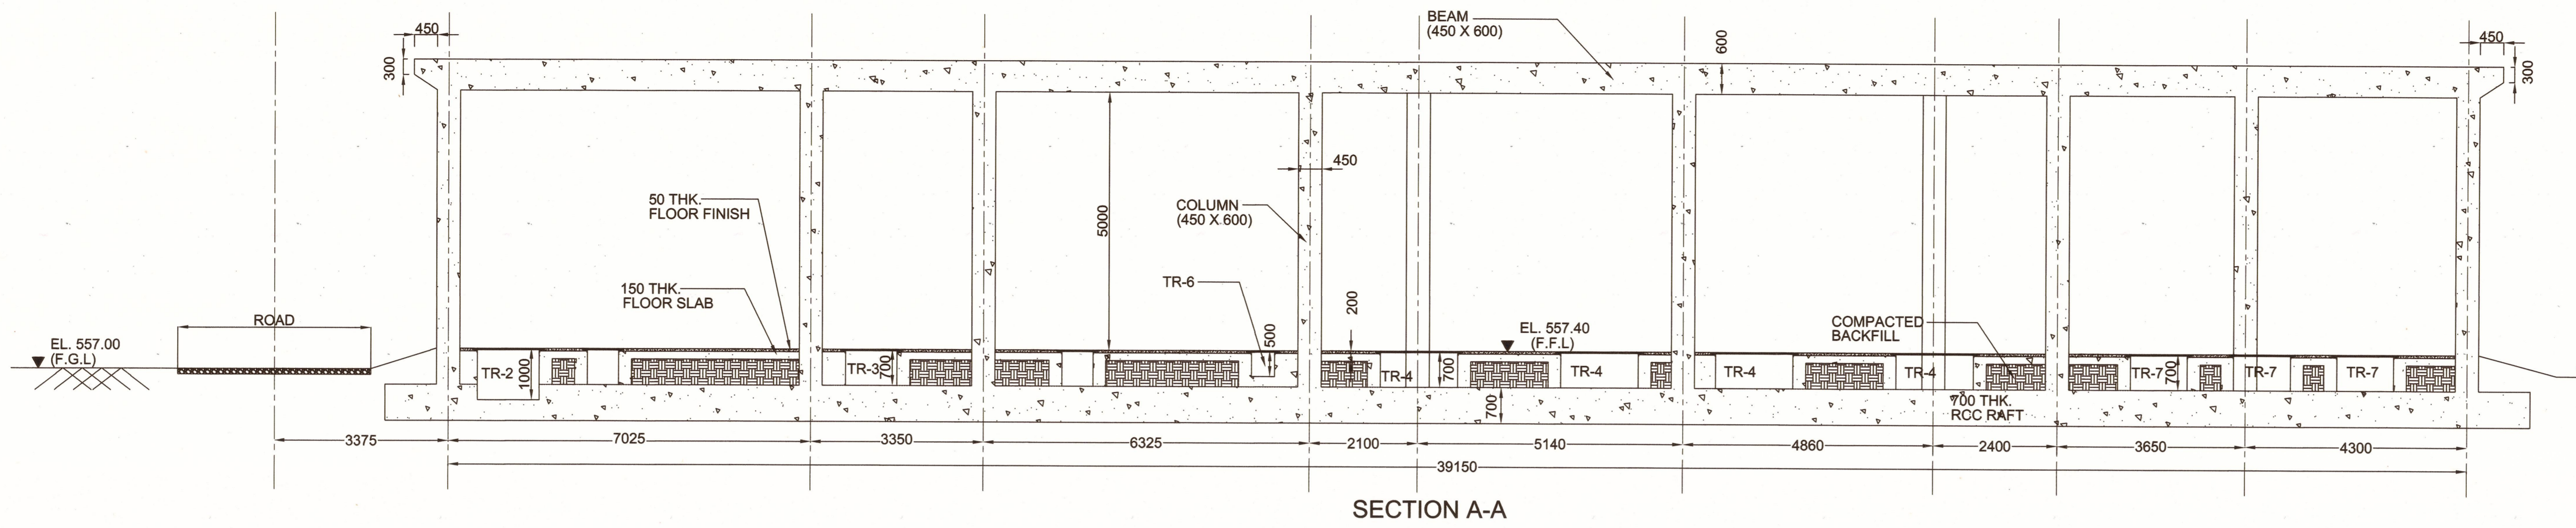 BEAM
(450 X 600)
450
300
600
450
300
450
50 THK.
FLOOR FINISH
5000
COLUMN
(450 X 600)
150 THK.
FLOOR SLAB
TR-6
200
ROAD
EL. 557.00
(F.G.L)
EL. 557.40
(F.F.L)
COMPACTED
BACKFILL
500
TR-2
1000
TR-3
700
TR-4
700
TR-4
TR-4
TR-4
TR-7
700
TR-7
TR-7
700
700 THK.
RCC RAFT
3375
7025
3350
6325
2100
5140
4860
2400
3650
4300
39150
SECTION A-A